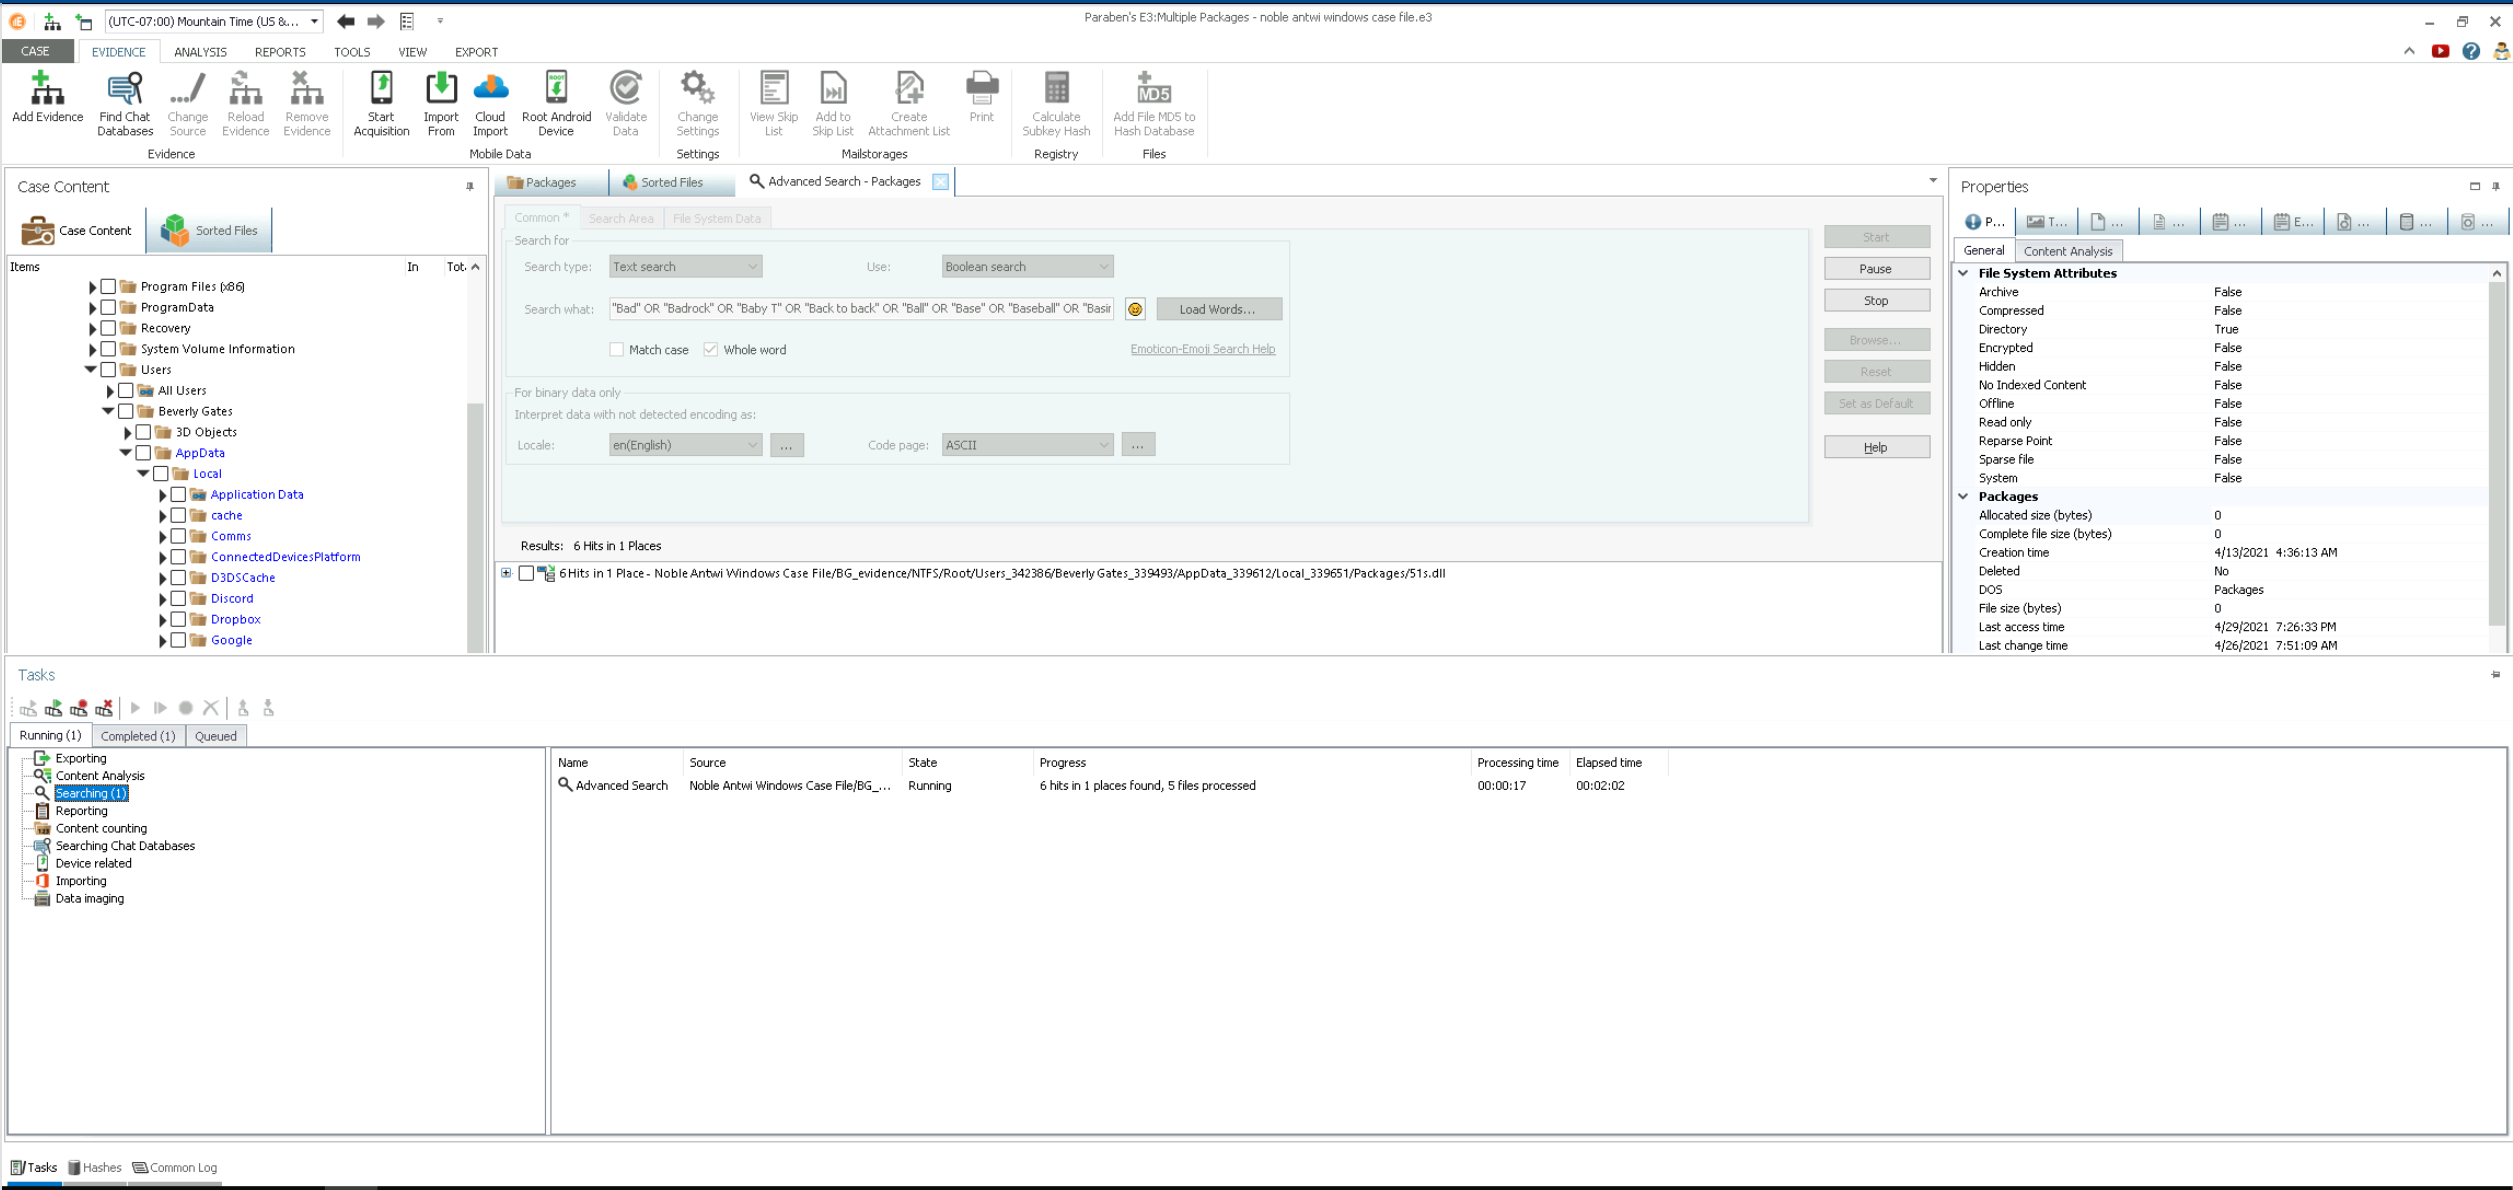 (UTC-07:00) Mountain Time (US &...
Paraben's E3:Multiple Packages - noble antwi windows case file.e3
CASE EVIDENCE ANALYSIS REPORTS TOOLS VIEW EXPORT
Add Evidence
Find Chat Databases
Change Source
Reload Evidence
Remove Evidence
Start Acquisition
Import From
Cloud Import
Root Android Device
Validate Data
Change Settings
View Skip List
Add to Skip List
Create Attachment List
Print
Calculate Subkey Hash
MD5
Add File MD5 to Hash Database
Evidence
Mobile Data
Settings
Mailstorages
Registry
Files
Case Content
Case Content
Sorted Files
Items In Tot.
Program Files (x86)
ProgramData
Recovery
System Volume Information
Users
All Users
Beverly Gates
3D Objects
AppData
Local
Application Data
cache
Comms
ConnectedDevicesPlatform
D3DSCache
Discord
Dropbox
Google
Packages
Sorted Files
Advanced Search - Packages
Common *
Search Area
File System Data
Search for
Search type: Text search Use: Boolean search
Search what: "Bad" OR "Badrock" OR "Baby T" OR "Back to back" OR "Ball" OR "Base" OR "Baseball" OR "Basir
Load Words...
Match case Whole word Emoticon-Emoji Search Help
For binary data only
Interpret data with not detected encoding as:
Locale: en(English) ... Code page: ASCII ...
Start
Pause
Stop
Browse...
Reset
Set as Default
Help
Results: 6 Hits in 1 Places
6 Hits in 1 Place - Noble Antwi Windows Case File/BG_evidence/NTFS/Root/Users_342386/Beverly Gates_339493/AppData_339612/Local_339651/Packages/51s.dll
Properties
P... T... ... ... ... E... ... ... ...
General Content Analysis
File System Attributes
Archive False
Compressed False
Directory True
Encrypted False
Hidden False
No Indexed Content False
Offline False
Read only False
Reparse Point False
Sparse file False
System False
Packages
Allocated size (bytes) 0
Complete file size (bytes) 0
Creation time 4/13/2021 4:36:13 AM
Deleted No
DOS Packages
File size (bytes) 0
Last access time 4/29/2021 7:26:33 PM
Last change time 4/26/2021 7:51:09 AM
Tasks
Running (1) Completed (1) Queued
Exporting
Content Analysis
Searching (1)
Reporting
Content counting
Searching Chat Databases
Device related
Importing
Data imaging
Name Source State Progress Processing time Elapsed time
Advanced Search Noble Antwi Windows Case File/BG_... Running 6 hits in 1 places found, 5 files processed 00:00:17 00:02:02
Tasks Hashes Common Log